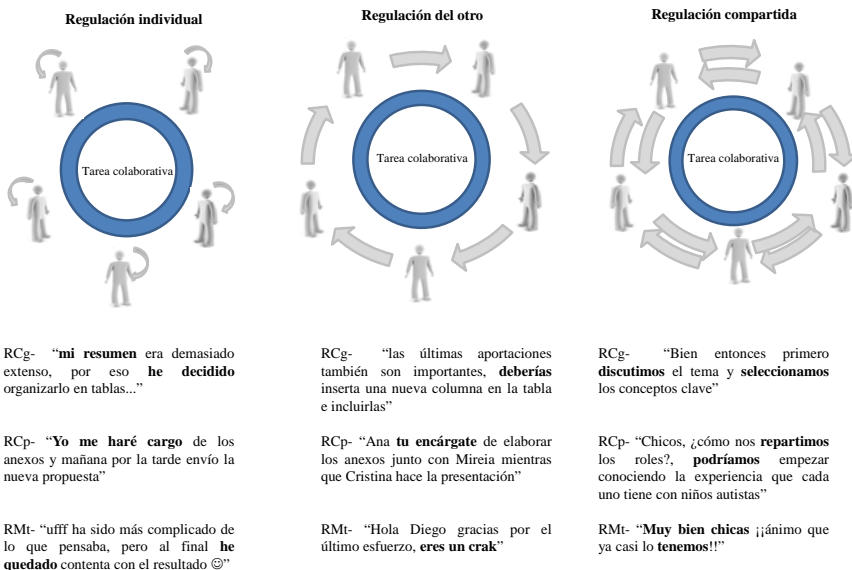 Regulación individual
Tarea colaborativa
RCg- “mi resumen era demasiado
extenso, por eso he decidido
organizarlo en tablas...”
RCp- “Yo me haré cargo de los
anexos y mañana por la tarde envío la
nueva propuesta”
RMt- “ufff ha sido más complicado de
lo que pensaba, pero al final he
quedado contenta con el resultado ☺”
Regulación del otro
Tarea colaborativa
RCg- “las últimas aportaciones
también son importantes, deberías
inserta una nueva columna en la tabla
e incluirlas”
RCp- “Ana tu encárgate de elaborar
los anexos junto con Mireia mientras
que Cristina hace la presentación”
RMt- “Hola Diego gracias por el
último esfuerzo, eres un crak”
Regulación compartida
Tarea colaborativa
RCg- “Bien entonces primero
discutimos el tema y seleccionamos
los conceptos clave”
RCp- “Chicos, ¿cómo nos repartimos
los roles?, podríamos empezar
conociendo la experiencia que cada
uno tiene con niños autistas”
RMt- “Muy bien chicas ¡¡ánimo que
ya casi lo tenemos!!”